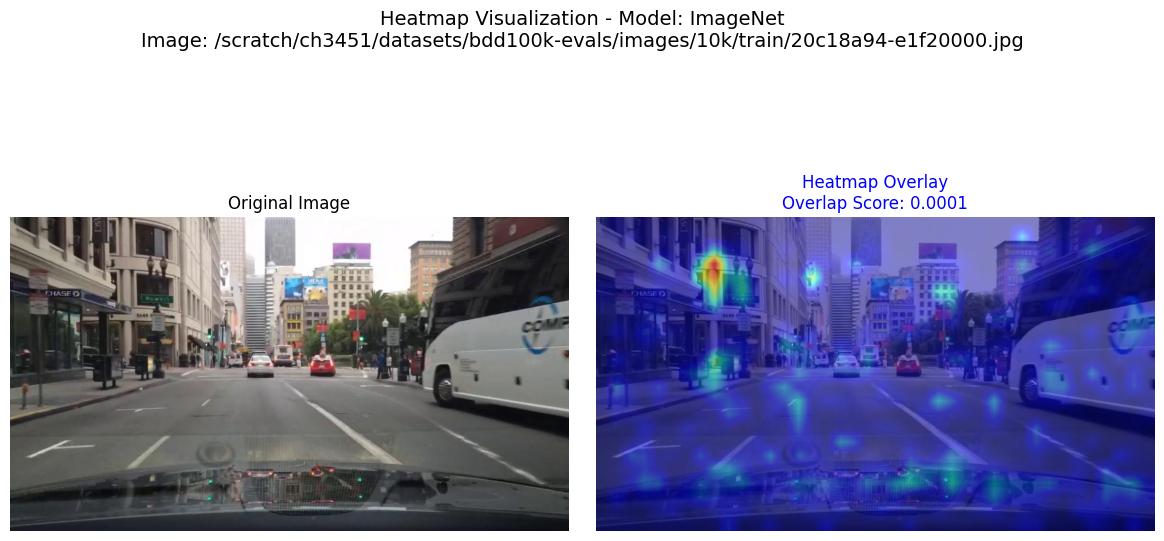 Heatmap Visualization - Model: ImageNet
Image: /scratch/ch3451/datasets/bdd100k-evals/images/10k/train/20c18a94-e1f20000.jpg
Original Image
Heatmap Overlay
Overlap Score: 0.0001
CHASE
COMP
COMP